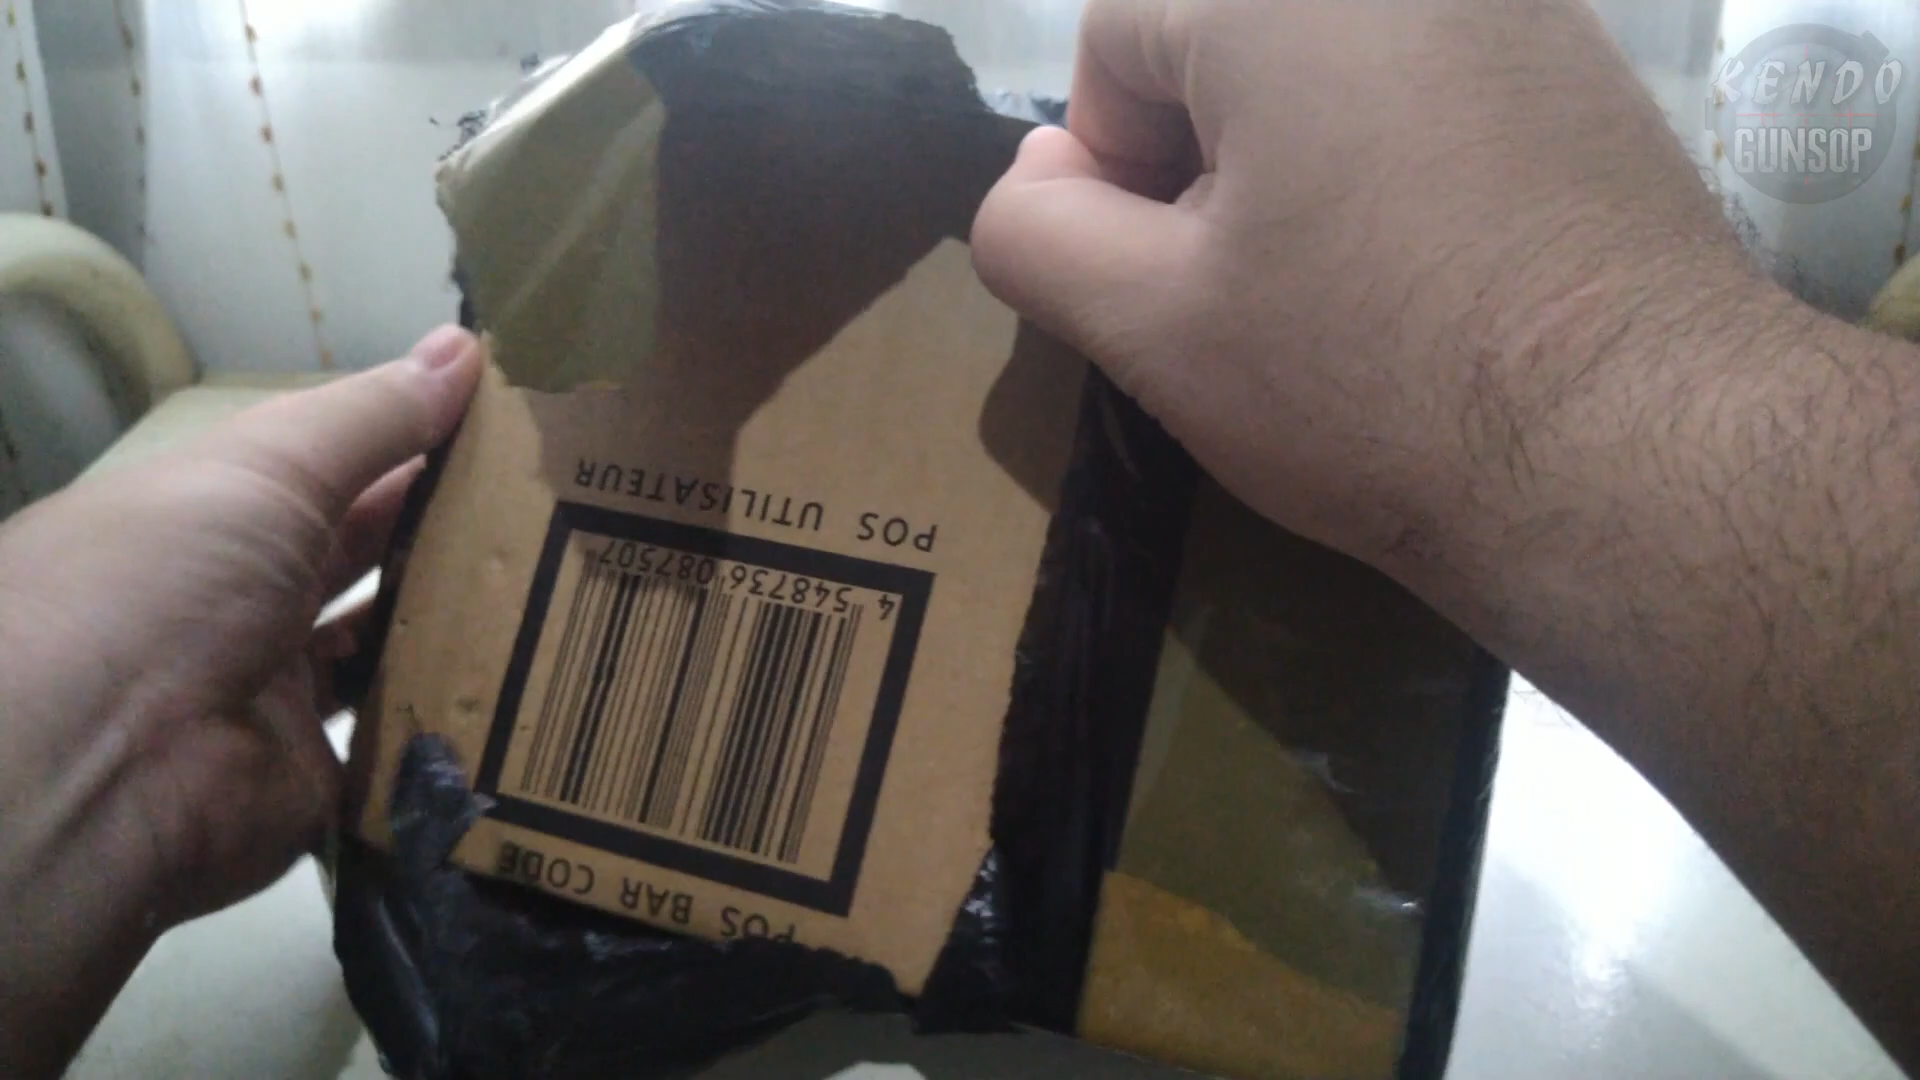 KENDO
GUNSOP
POS BAR CODE
4 548736 087507
POS UTILISATEUR